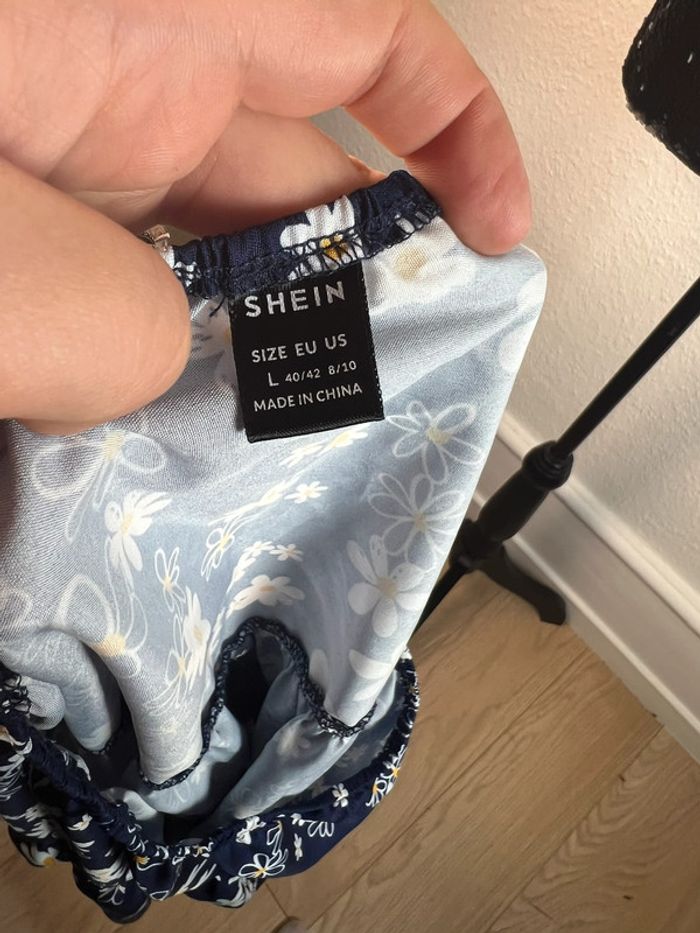 SHEIN
SIZE EU US
L 40/42 8/10
MADE IN CHINA